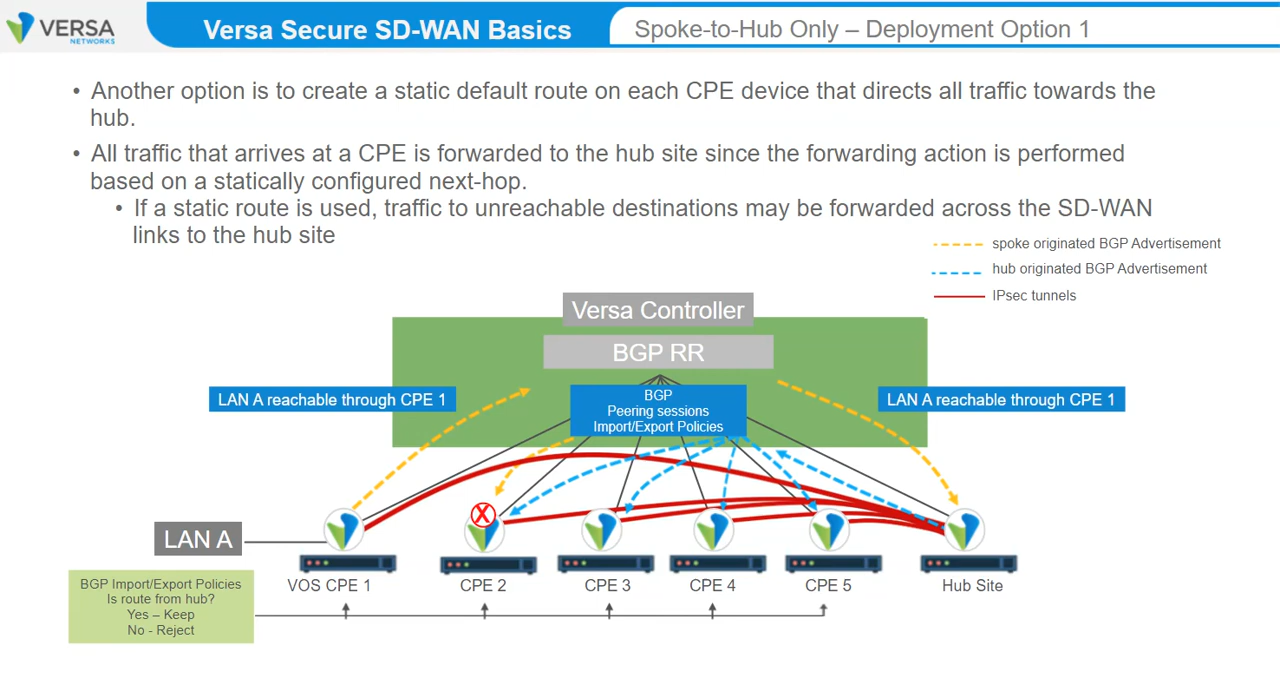 VERSA
NETWORKS
Versa Secure SD-WAN Basics
Spoke-to-Hub Only – Deployment Option 1
• Another option is to create a static default route on each CPE device that directs all traffic towards the
hub.
• All traffic that arrives at a CPE is forwarded to the hub site since the forwarding action is performed
based on a statically configured next-hop.
• If a static route is used, traffic to unreachable destinations may be forwarded across the SD-WAN
links to the hub site
spoke originated BGP Advertisement
hub originated BGP Advertisement
IPsec tunnels
Versa Controller
BGP RR
LAN A reachable through CPE 1
BGP
Peering sessions
Import/Export Policies
LAN A reachable through CPE 1
X
LAN A
VOS CPE 1
CPE 2
CPE 3
CPE 4
CPE 5
Hub Site
BGP Import/Export Policies
Is route from hub?
Yes – Keep
No - Reject